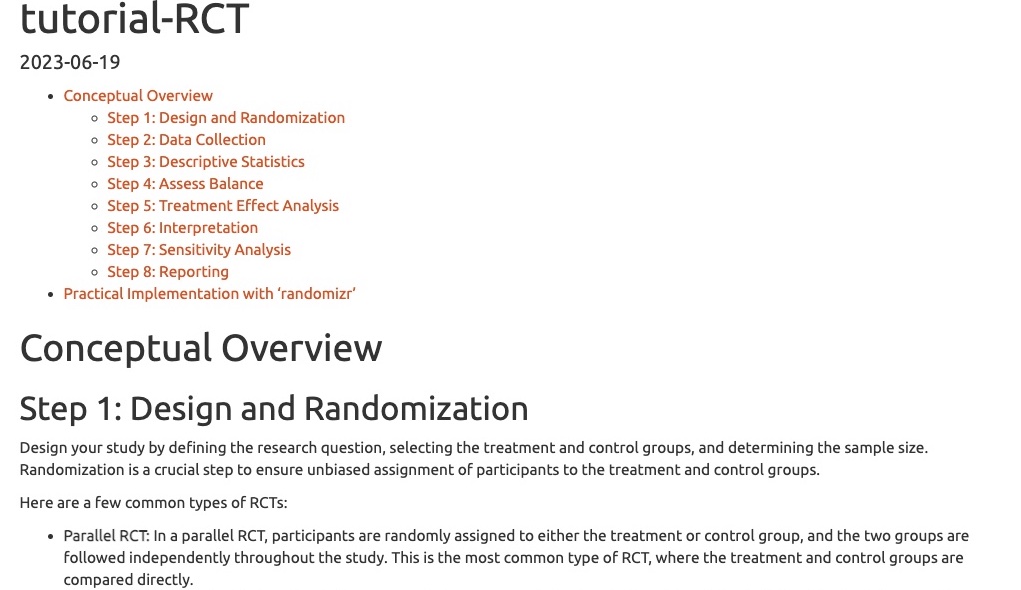 tutorial-RCT
2023-06-19
Conceptual Overview
Step 1: Design and Randomization
Step 2: Data Collection
Step 3: Descriptive Statistics
Step 4: Assess Balance
Step 5: Treatment Effect Analysis
Step 6: Interpretation
Step 7: Sensitivity Analysis
Step 8: Reporting
Practical Implementation with ‘randomizr’
Conceptual Overview
Step 1: Design and Randomization
Design your study by defining the research question, selecting the treatment and control groups, and determining the sample size.
Randomization is a crucial step to ensure unbiased assignment of participants to the treatment and control groups.
Here are a few common types of RCTs:
Parallel RCT: In a parallel RCT, participants are randomly assigned to either the treatment or control group, and the two groups are
followed independently throughout the study. This is the most common type of RCT, where the treatment and control groups are
compared directly.